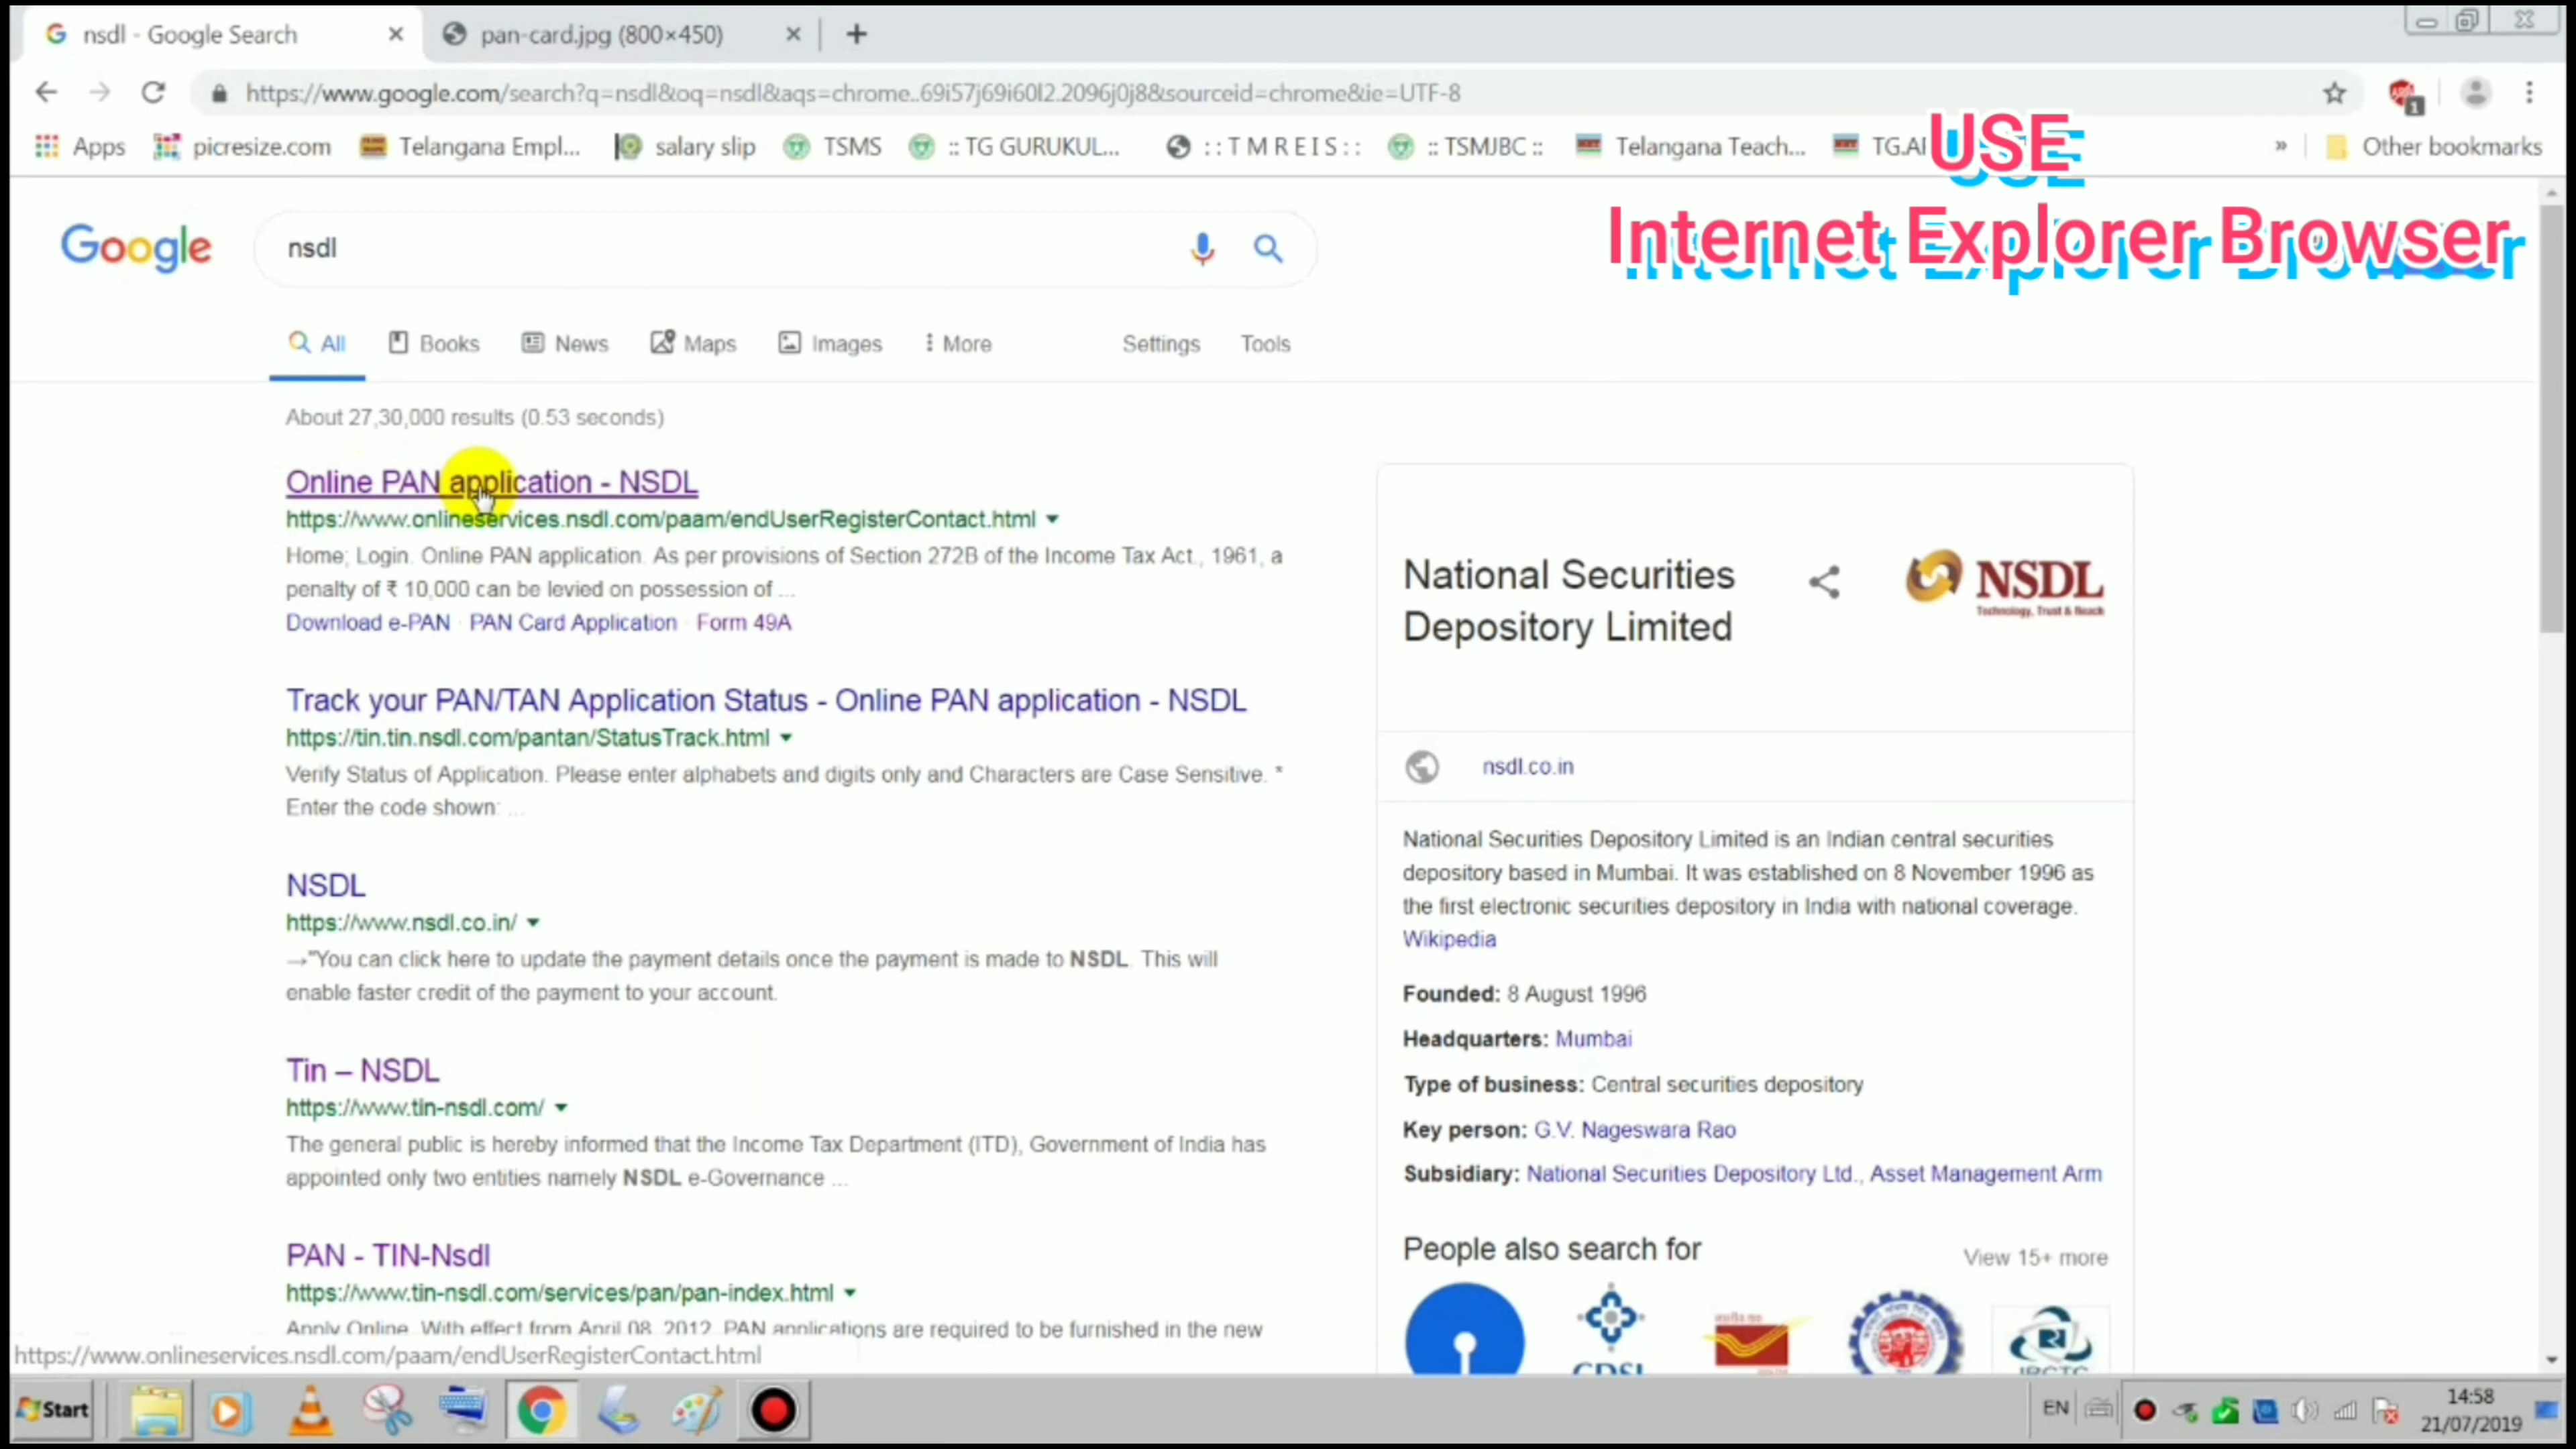 nsdl - Google Search
pan-card.jpg (800×450)
https://www.google.com/search?q=nsdl&oq=nsdl&aqs=chrome..69i57j69i60l2.2096j0j8&sourceid=chrome&ie=UTF-8
1
Apps picresize.com Telangana Empl... salary slip TSMS :: TG GURUKUL... : : T M R E I S : : :: TSMJBC :: Telangana Teach... » Other bookmarks
USE
Internet Explorer Browser
Google
nsdl
All Books News Maps Images More Settings Tools
About 27,30,000 results (0.53 seconds)
Online PAN application - NSDL
https://www.onlineservices.nsdl.com/paam/endUserRegisterContact.html
Home; Login. Online PAN application. As per provisions of Section 272B of the Income Tax Act., 1961, a
penalty of ₹ 10,000 can be levied on possession of ...
Download e-PAN · PAN Card Application · Form 49A
Track your PAN/TAN Application Status - Online PAN application - NSDL
https://tin.tin.nsdl.com/pantan/StatusTrack.html
Verify Status of Application. Please enter alphabets and digits only and Characters are Case Sensitive. *
Enter the code shown: ...
NSDL
https://www.nsdl.co.in/
→"You can click here to update the payment details once the payment is made to NSDL. This will
enable faster credit of the payment to your account.
Tin – NSDL
https://www.tin-nsdl.com/
The general public is hereby informed that the Income Tax Department (ITD), Government of India has
appointed only two entities namely NSDL e-Governance ...
PAN - TIN-Nsdl
https://www.tin-nsdl.com/services/pan/pan-index.html
Apply Online. With effect from April 08, 2012, PAN applications are required to be furnished in the new
https://www.onlineservices.nsdl.com/paam/endUserRegisterContact.html
National Securities
Depository Limited
NSDL
Technology, Trust & Reach
nsdl.co.in
National Securities Depository Limited is an Indian central securities
depository based in Mumbai. It was established on 8 November 1996 as
the first electronic securities depository in India with national coverage.
Wikipedia
Founded: 8 August 1996
Headquarters: Mumbai
Type of business: Central securities depository
Key person: G.V. Nageswara Rao
Subsidiary: National Securities Depository Ltd., Asset Management Arm
People also search for
View 15+ more
CDSL
IRCTC
Start
EN
14:58
21/07/2019